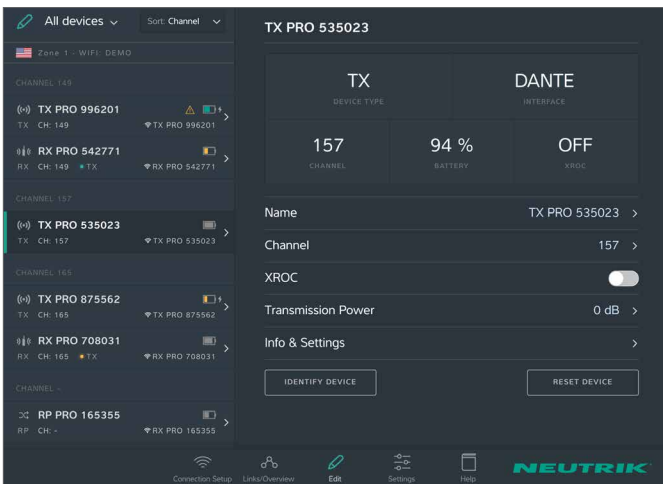 All devices
Sort: Channel
Zone 1 - WIFI: DEMO
CHANNEL 149
TX PRO 996201
TX CH: 149 TX PRO 996201
RX PRO 542771
RX CH: 149 TX RX PRO 542771
CHANNEL 157
TX PRO 535023
TX CH: 157 TX PRO 535023
CHANNEL 165
TX PRO 875562
TX CH: 165 TX PRO 875562
RX PRO 708031
RX CH: 165 TX RX PRO 708031
CHANNEL -
RP PRO 165355
RP CH: - RX PRO 165355
TX PRO 535023
TX DANTE
DEVICE TYPE INTERFACE
157 94 % OFF
CHANNEL BATTERY XROC
Name TX PRO 535023
Channel 157
XROC
Transmission Power 0 dB
Info & Settings
IDENTIFY DEVICE RESET DEVICE
Connection Setup Links/Overview Edit Settings Help
NEUTRIK